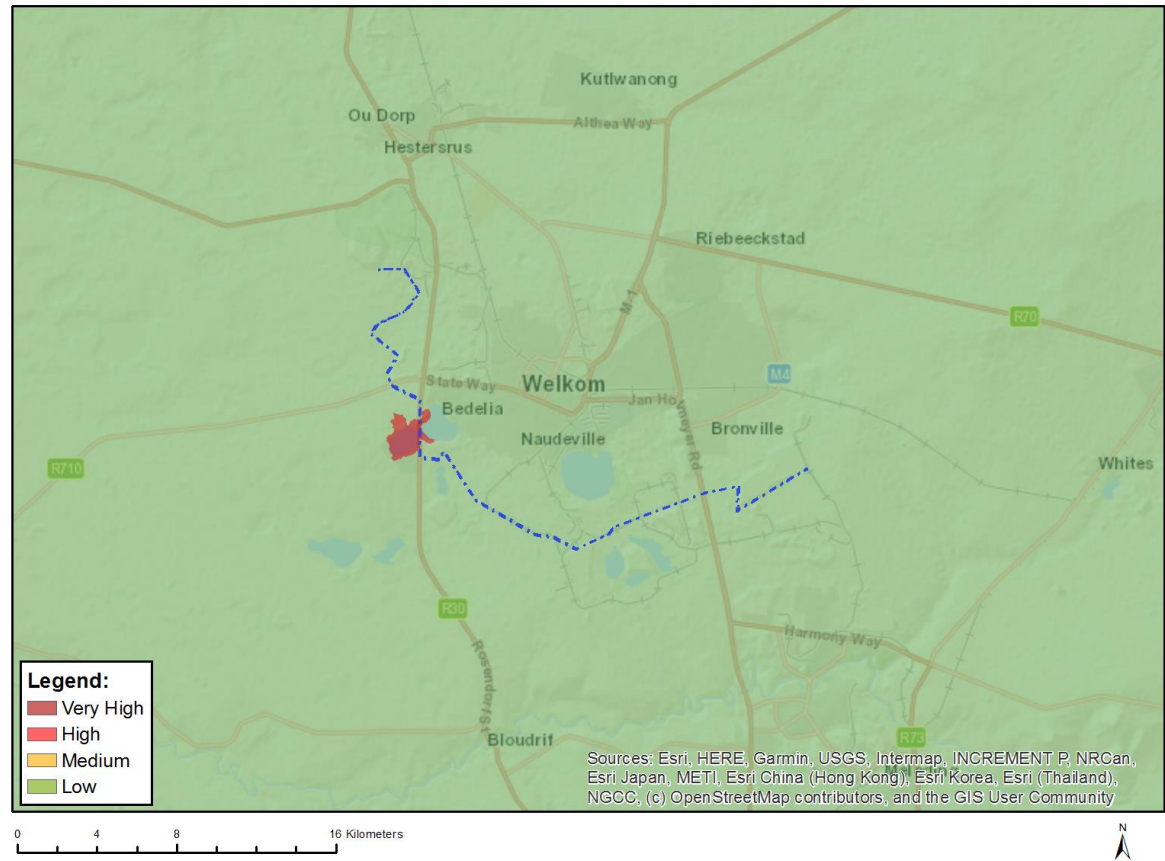 Kutlwanong
Ou Dorp
Althea Way
Hestersrus
Riebeeckstad
M-1
R70
State Way
Welkom
M4
Bedelia
Jan Ho meyer Rd
Naudeville
Bronville
R710
Whites
R30
Harmony Way
Rosendorf St
Bloudrif
R73
Legend:
Very High
High
Medium
Low
Sources: Esri, HERE, Garmin, USGS, Intermap, INCREMENT P, NRCan,
Esri Japan, METI, Esri China (Hong Kong), Esri Korea, Esri (Thailand),
NGCC, (c) OpenStreetMap contributors, and the GIS User Community
0 4 8 16 Kilometers
N